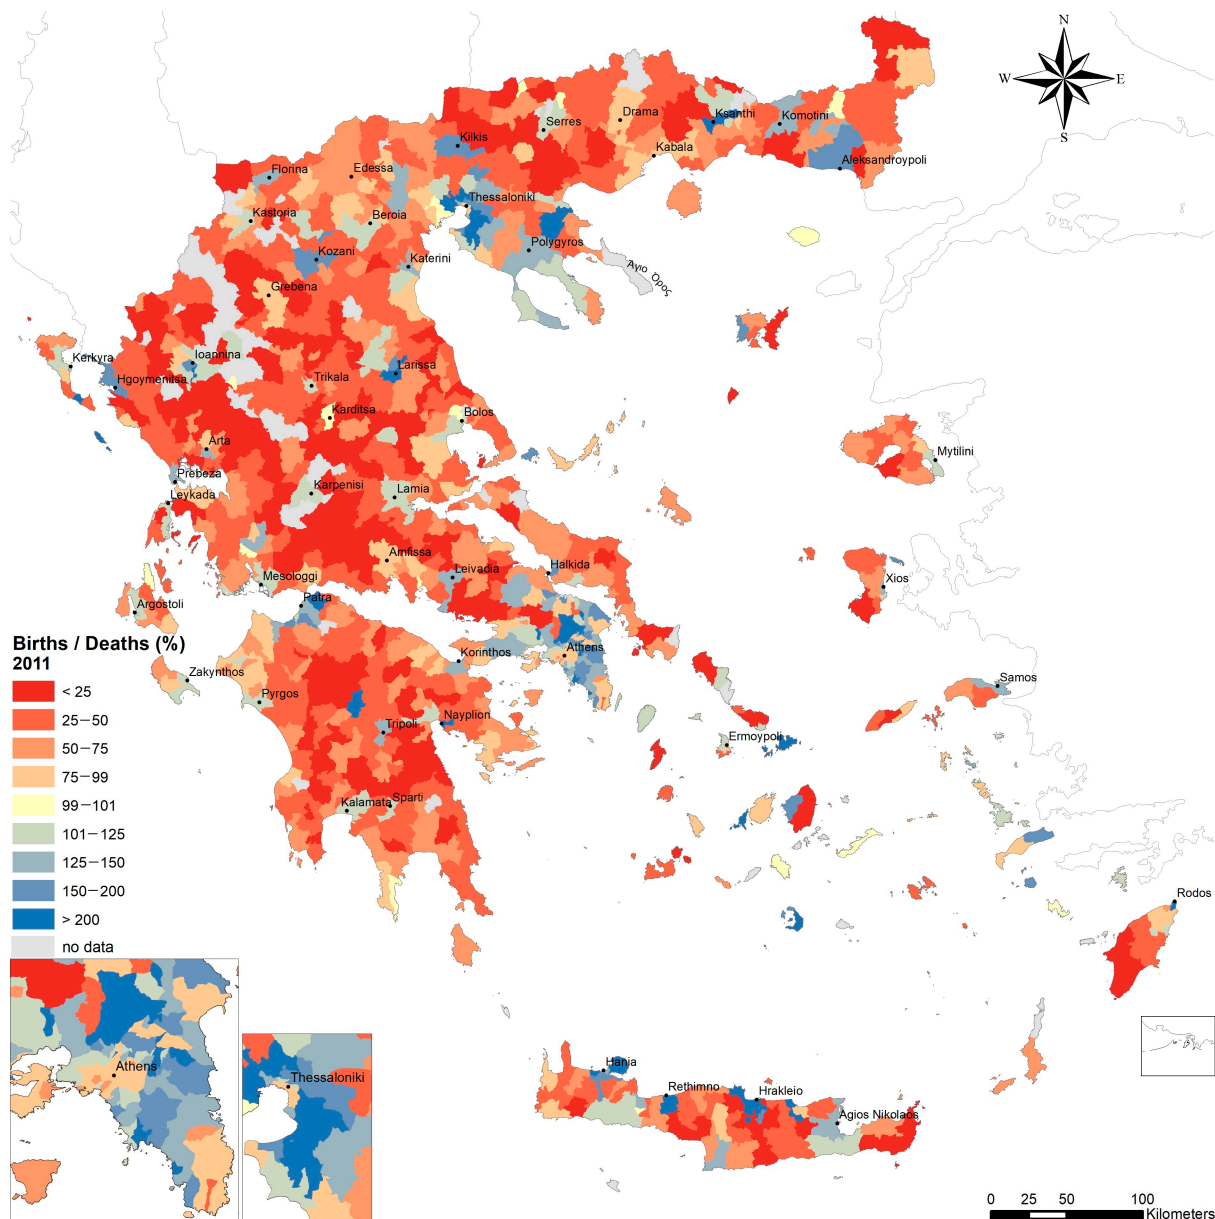 N
W
E
S
Drama
Serres
Ksanthi
Komotini
Kilkis
Kabala
Aleksandroypoli
Florina
Edessa
Thessaloniki
Kastoria
Beroia
Polygyros
Kozani
Katerini
Άγιο Όρος
Grebena
Ioannina
Kerkyra
Larissa
Hgoymenitsa
Trikala
Karditsa
Bolos
Arta
Mytilini
Prebeza
Karpenisi
Lamia
Leykada
Amfissa
Leivadia
Halkida
Xios
Mesologgi
Patra
Argostoli
Korinthos
Athens
Zakynthos
Samos
Pyrgos
Nayplion
Tripoli
Ermoypoli
Kalamata
Sparti
Rodos
Hania
Rethimno
Hrakleio
Agios Nikolaos
Births / Deaths (%)
2011
< 25
25−50
50−75
75−99
99−101
101−125
125−150
150−200
> 200
no data
Athens
Thessaloniki
0 25 50 100
Kilometers